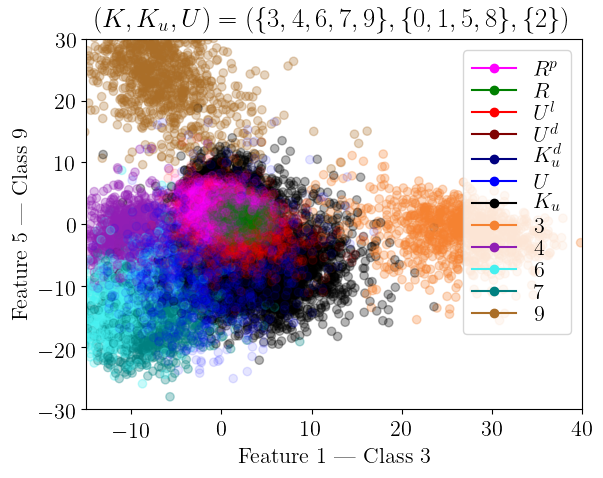 (K, K_u, U) = ({3, 4, 6, 7, 9}, {0, 1, 5, 8}, {2})
30
20
10
0
−10
−20
−30
Feature 5 — Class 9
R^p
R
U^l
U^d
K_u^d
U
K_u
3
4
6
7
9
−10 0 10 20 30 40
Feature 1 — Class 3